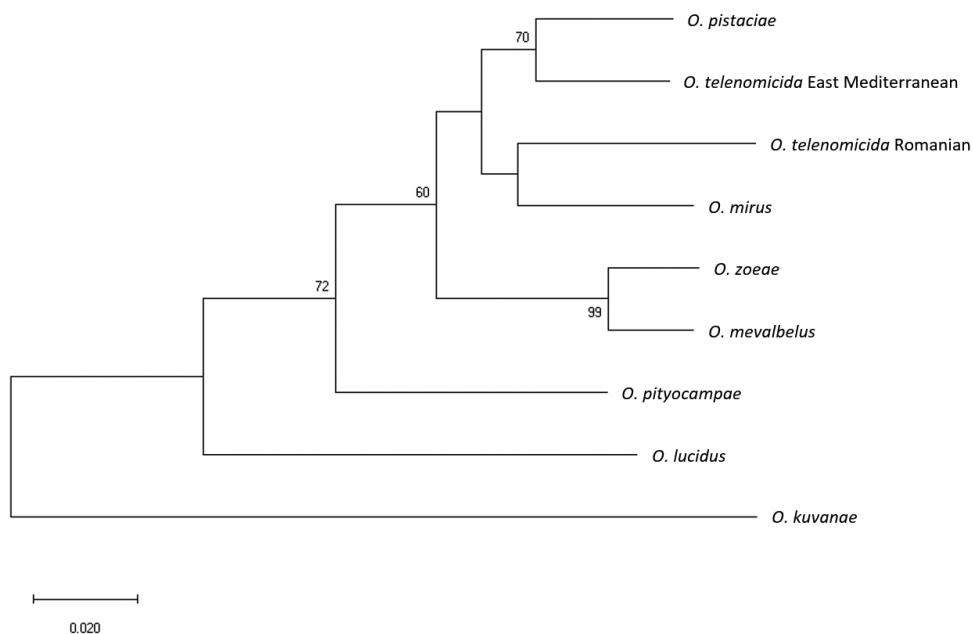 O. pistaciae
70
O. telenomicida East Mediterranean
O. telenomicida Romanian
60
O. mirus
O. zoeae
72
99
O. mevalbelus
O. pityocampae
O. lucidus
O. kuvanae
0.020